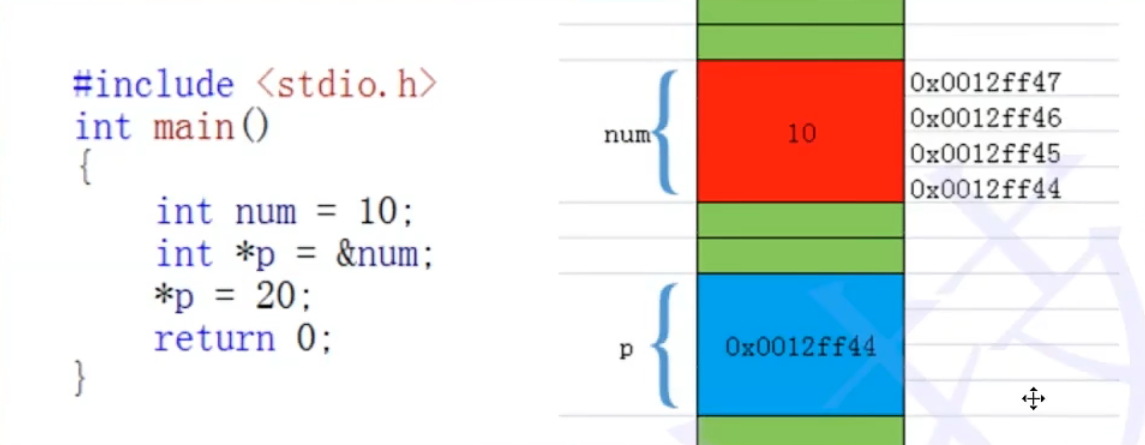 #include <stdio.h>
int main()
{
int num = 10;
int *p = &num;
*p = 20;
return 0;
}
num
10
0x0012ff47
0x0012ff46
0x0012ff45
0x0012ff44
p
0x0012ff44